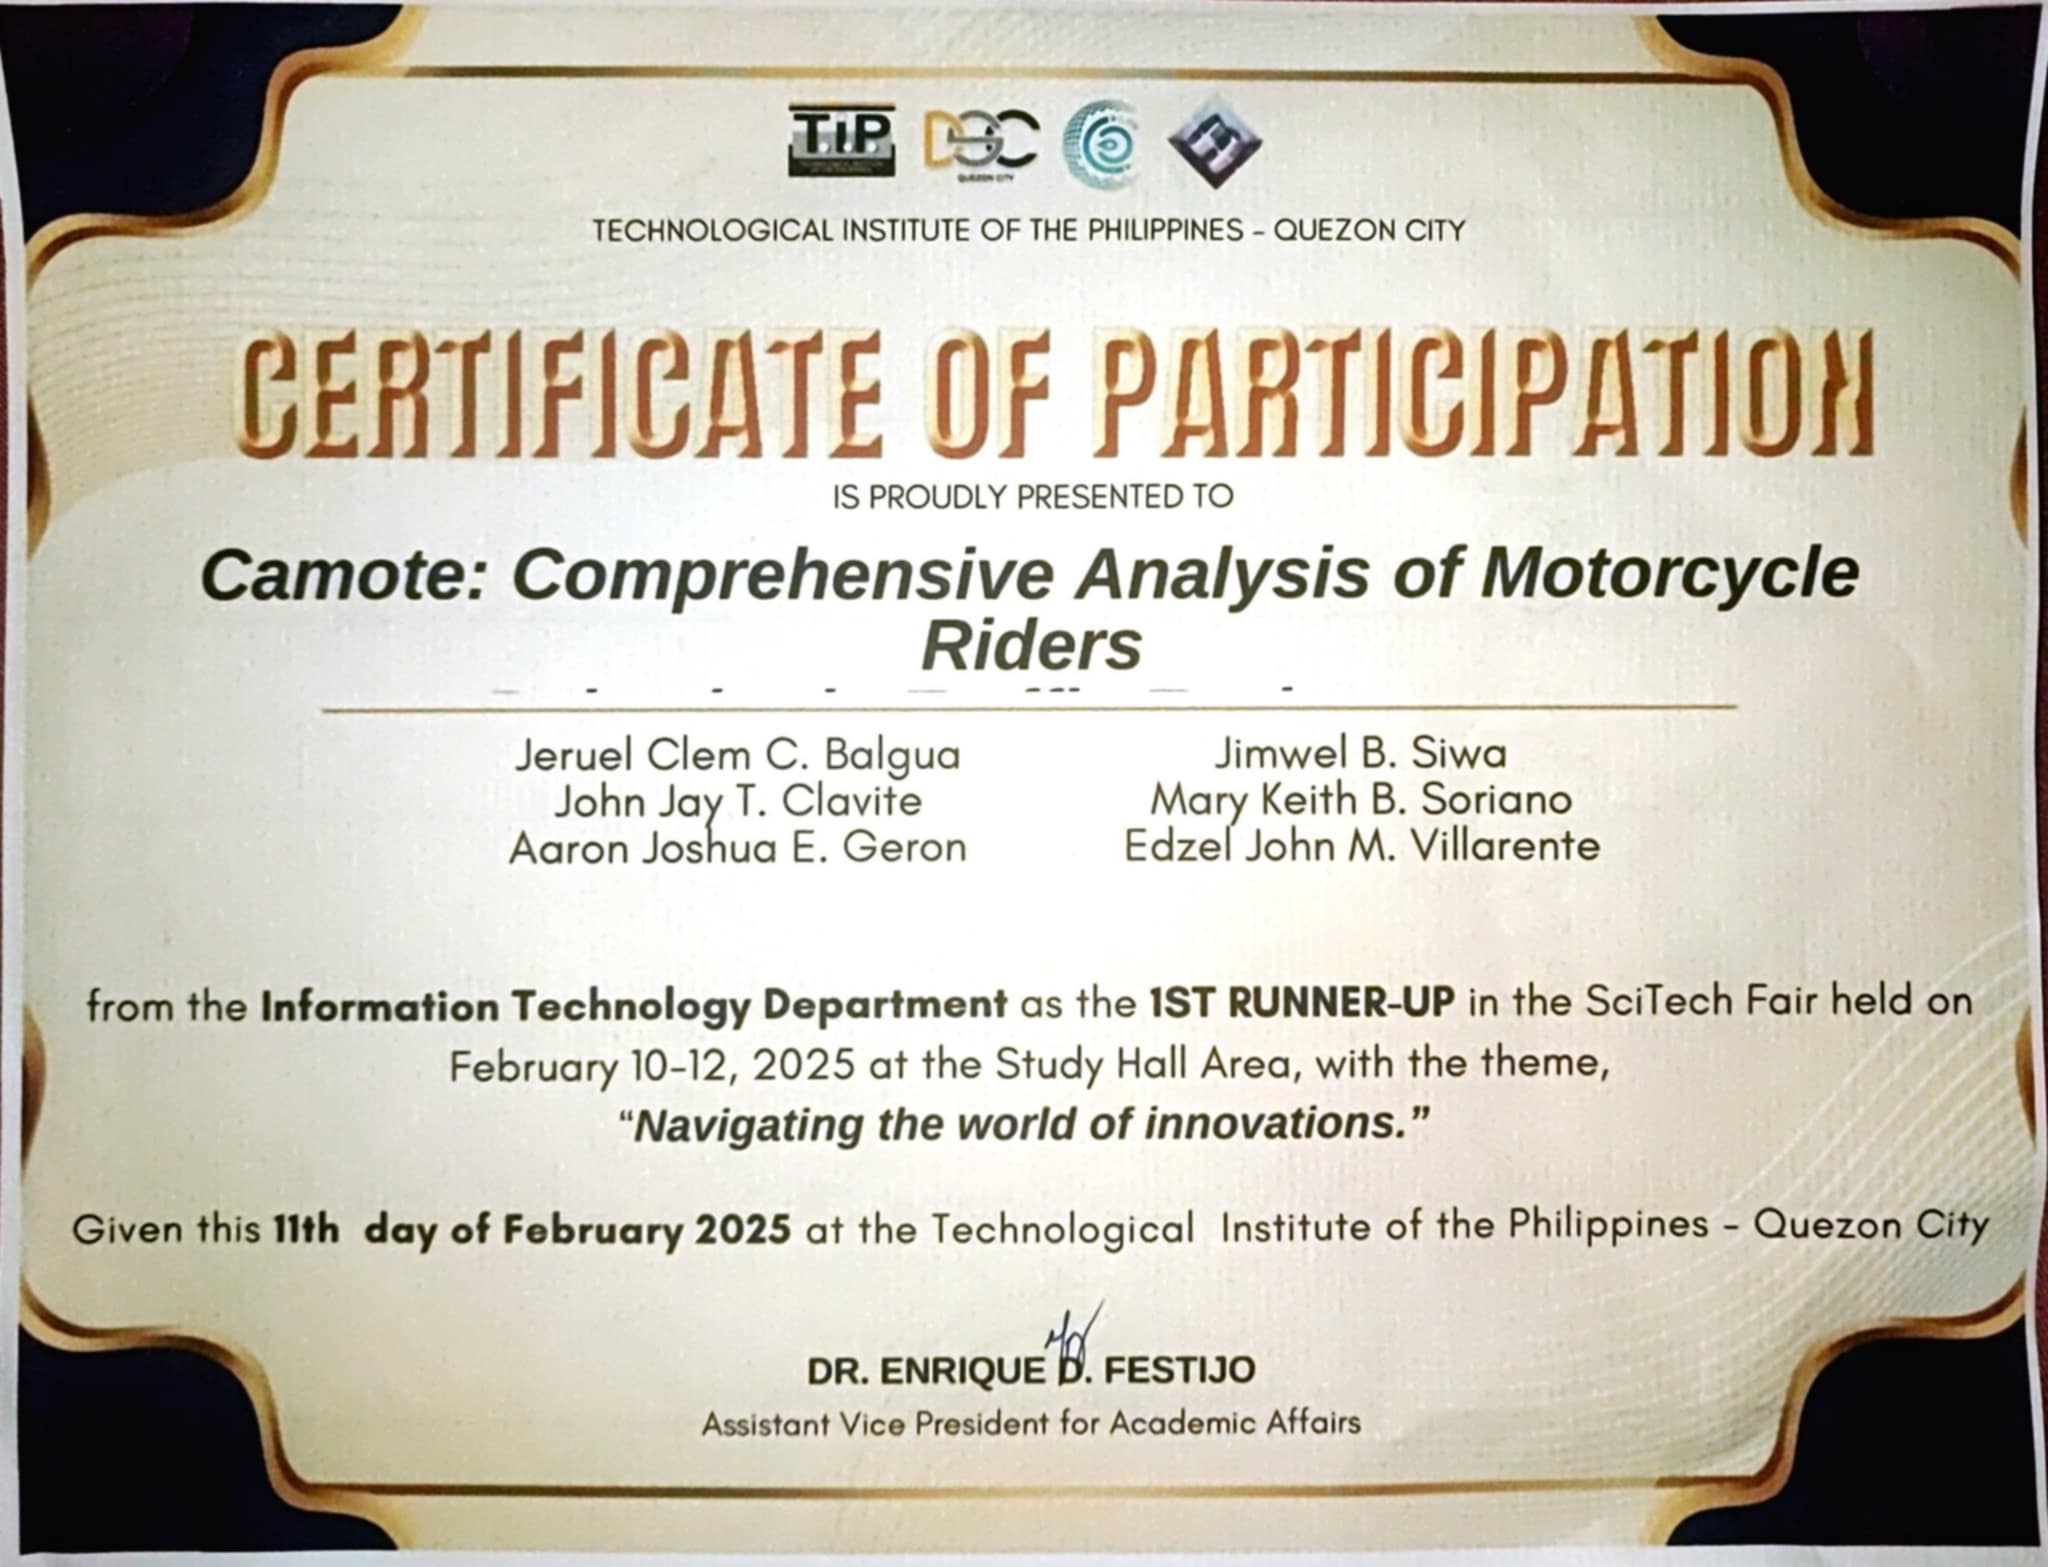 T.I.P
DSC
QUEZON CITY
TECHNOLOGICAL INSTITUTE OF THE PHILIPPINES - QUEZON CITY
CERTIFICATE OF PARTICIPATION
IS PROUDLY PRESENTED TO
Camote: Comprehensive Analysis of Motorcycle
Riders
Jeruel Clem C. Balgua
John Jay T. Clavite
Aaron Joshua E. Geron
Jimwel B. Siwa
Mary Keith B. Soriano
Edzel John M. Villarente
from the Information Technology Department as the 1ST RUNNER-UP in the SciTech Fair held on
February 10-12, 2025 at the Study Hall Area, with the theme,
“Navigating the world of innovations.”
Given this 11th day of February 2025 at the Technological Institute of the Philippines - Quezon City
DR. ENRIQUE D. FESTIJO
Assistant Vice President for Academic Affairs